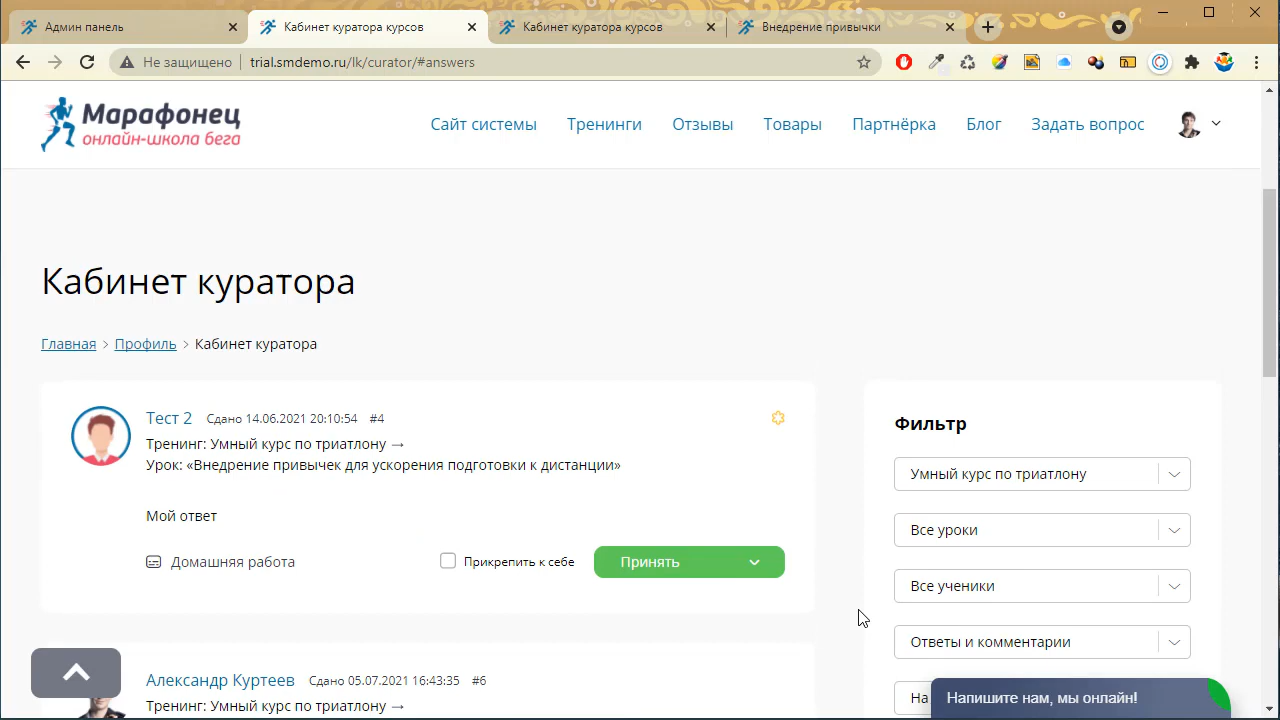 Админ панель
Кабинет куратора курсов
Кабинет куратора курсов
Внедрение привычки
Не защищено
trial.smdemo.ru/lk/curator/#answers
Марафонец
онлайн-школа бега
Сайт системы
Тренинги
Отзывы
Товары
Партнёрка
Блог
Задать вопрос
Кабинет куратора
Главная > Профиль > Кабинет куратора
Тест 2 Сдано 14.06.2021 20:10:54 #4
Тренинг: Умный курс по триатлону →
Урок: «Внедрение привычек для ускорения подготовки к дистанции»
Мой ответ
Домашняя работа
Прикрепить к себе
Принять
Александр Куртеев Сдано 05.07.2021 16:43:35 #6
Тренинг: Умный курс по триатлону →
Фильтр
Умный курс по триатлону
Все уроки
Все ученики
Ответы и комментарии
На
Напишите нам, мы онлайн!